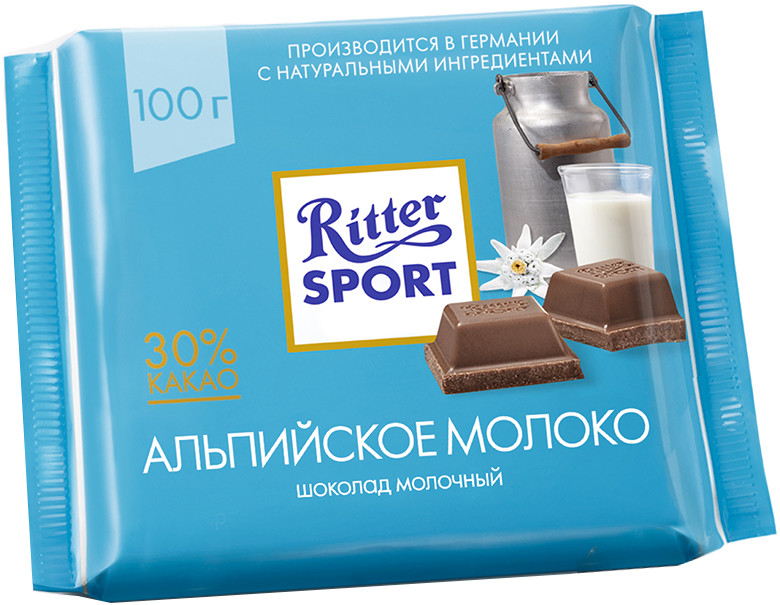 ПРОИЗВОДИТСЯ В ГЕРМАНИИ
С НАТУРАЛЬНЫМИ ИНГРЕДИЕНТАМИ
100 г
Ritter
SPORT
30%
КАКАО
АЛЬПИЙСКОЕ МОЛОКО
ШОКОЛАД МОЛОЧНЫЙ